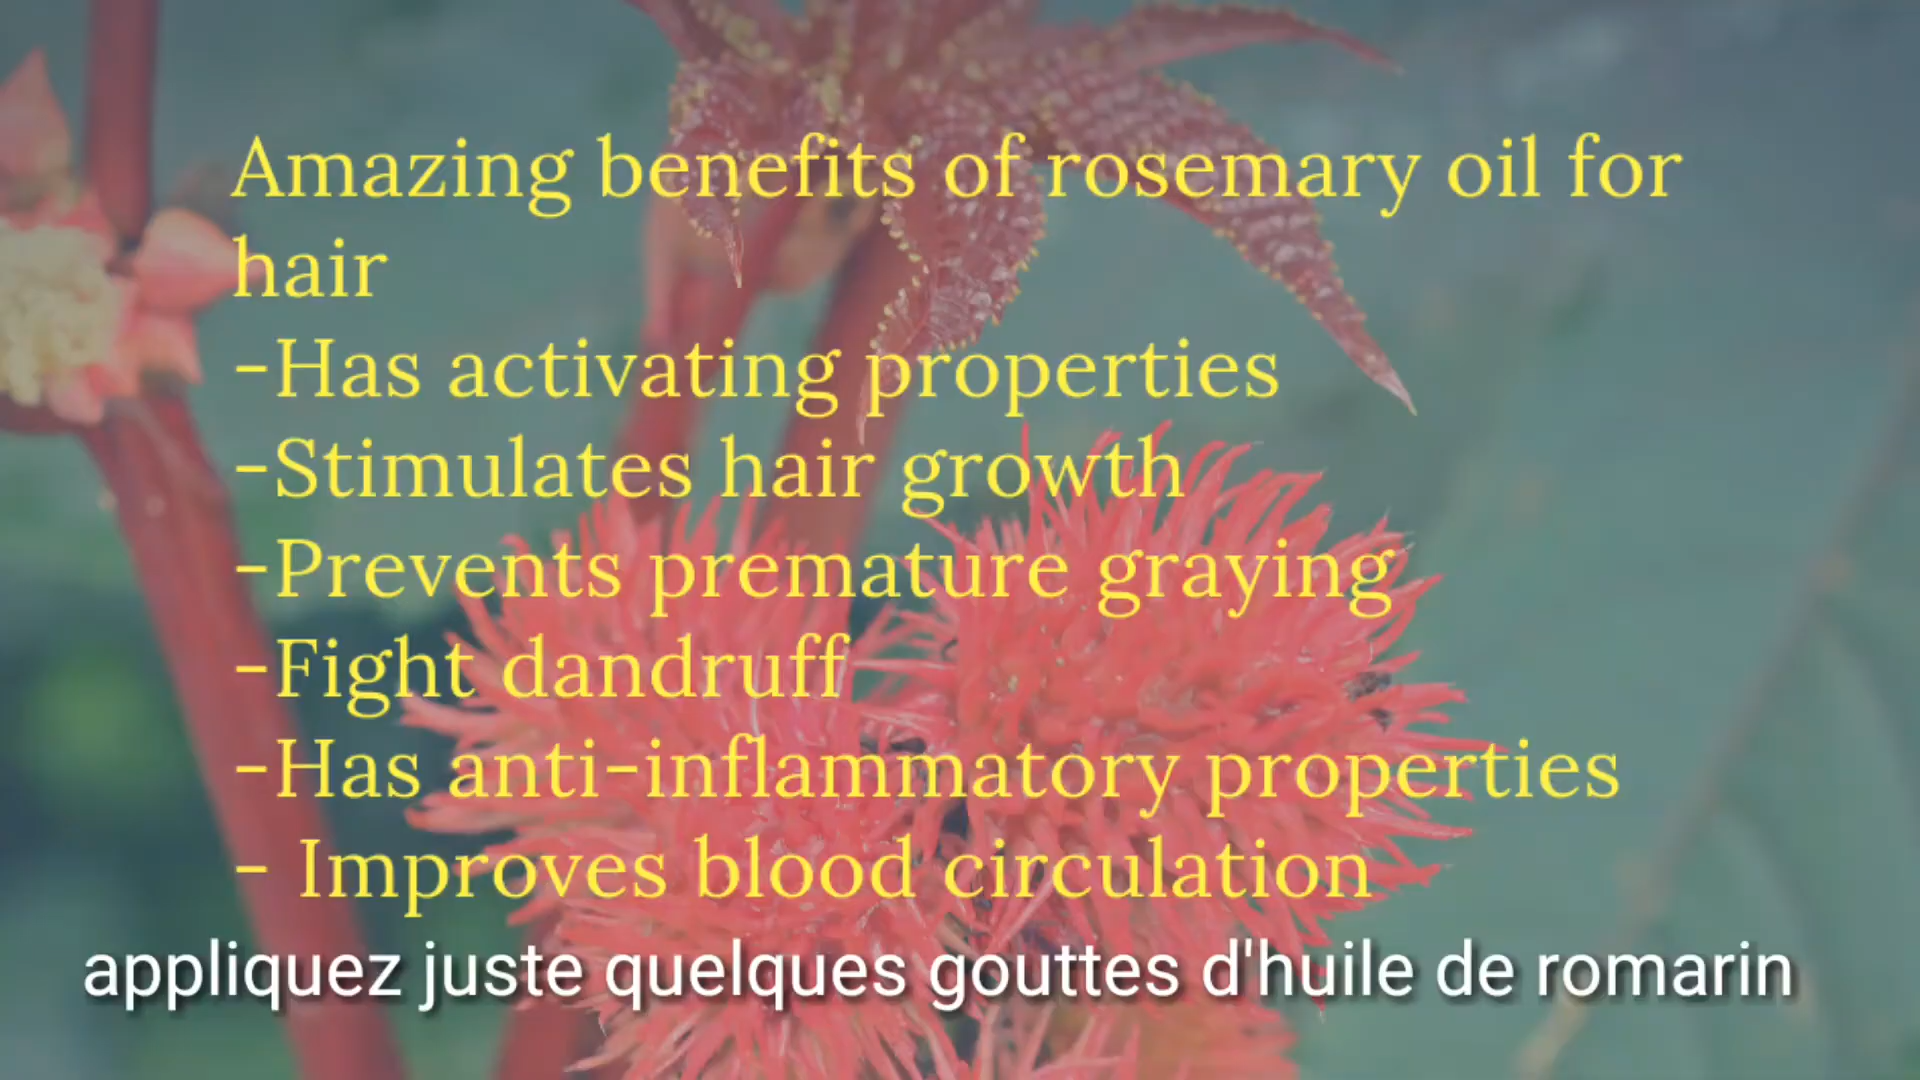 Amazing benefits of rosemary oil for
hair
-Has activating properties
-Stimulates hair growth
-Prevents premature graying
-Fight dandruff
-Has anti-inflammatory properties
- Improves blood circulation
appliquez juste quelques gouttes d'huile de romarin